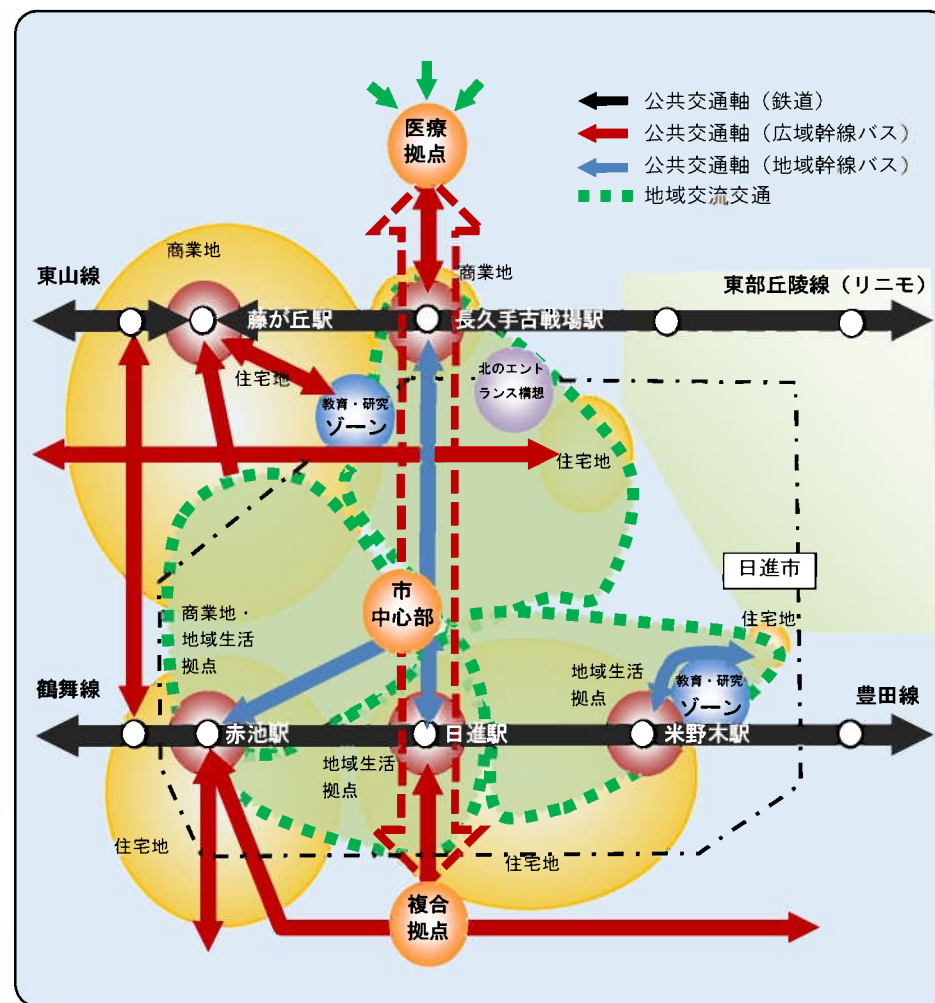 公共交通軸（鉄道）
公共交通軸（広域幹線バス）
公共交通軸（地域幹線バス）
地域交流交通
医療
拠点
商業地
商業地
東山線
東部丘陵線（リニモ）
藤が丘駅
長久手古戦場駅
住宅地
北のエント
ランス構想
教育・研究
ゾーン
住宅地
日進市
市
中心部
商業地・
地域生活
拠点
住宅地
地域生活
拠点
教育・研究
ゾーン
鶴舞線
豊田線
赤池駅
日進駅
米野木駅
地域生活
拠点
住宅地
住宅地
複合
拠点